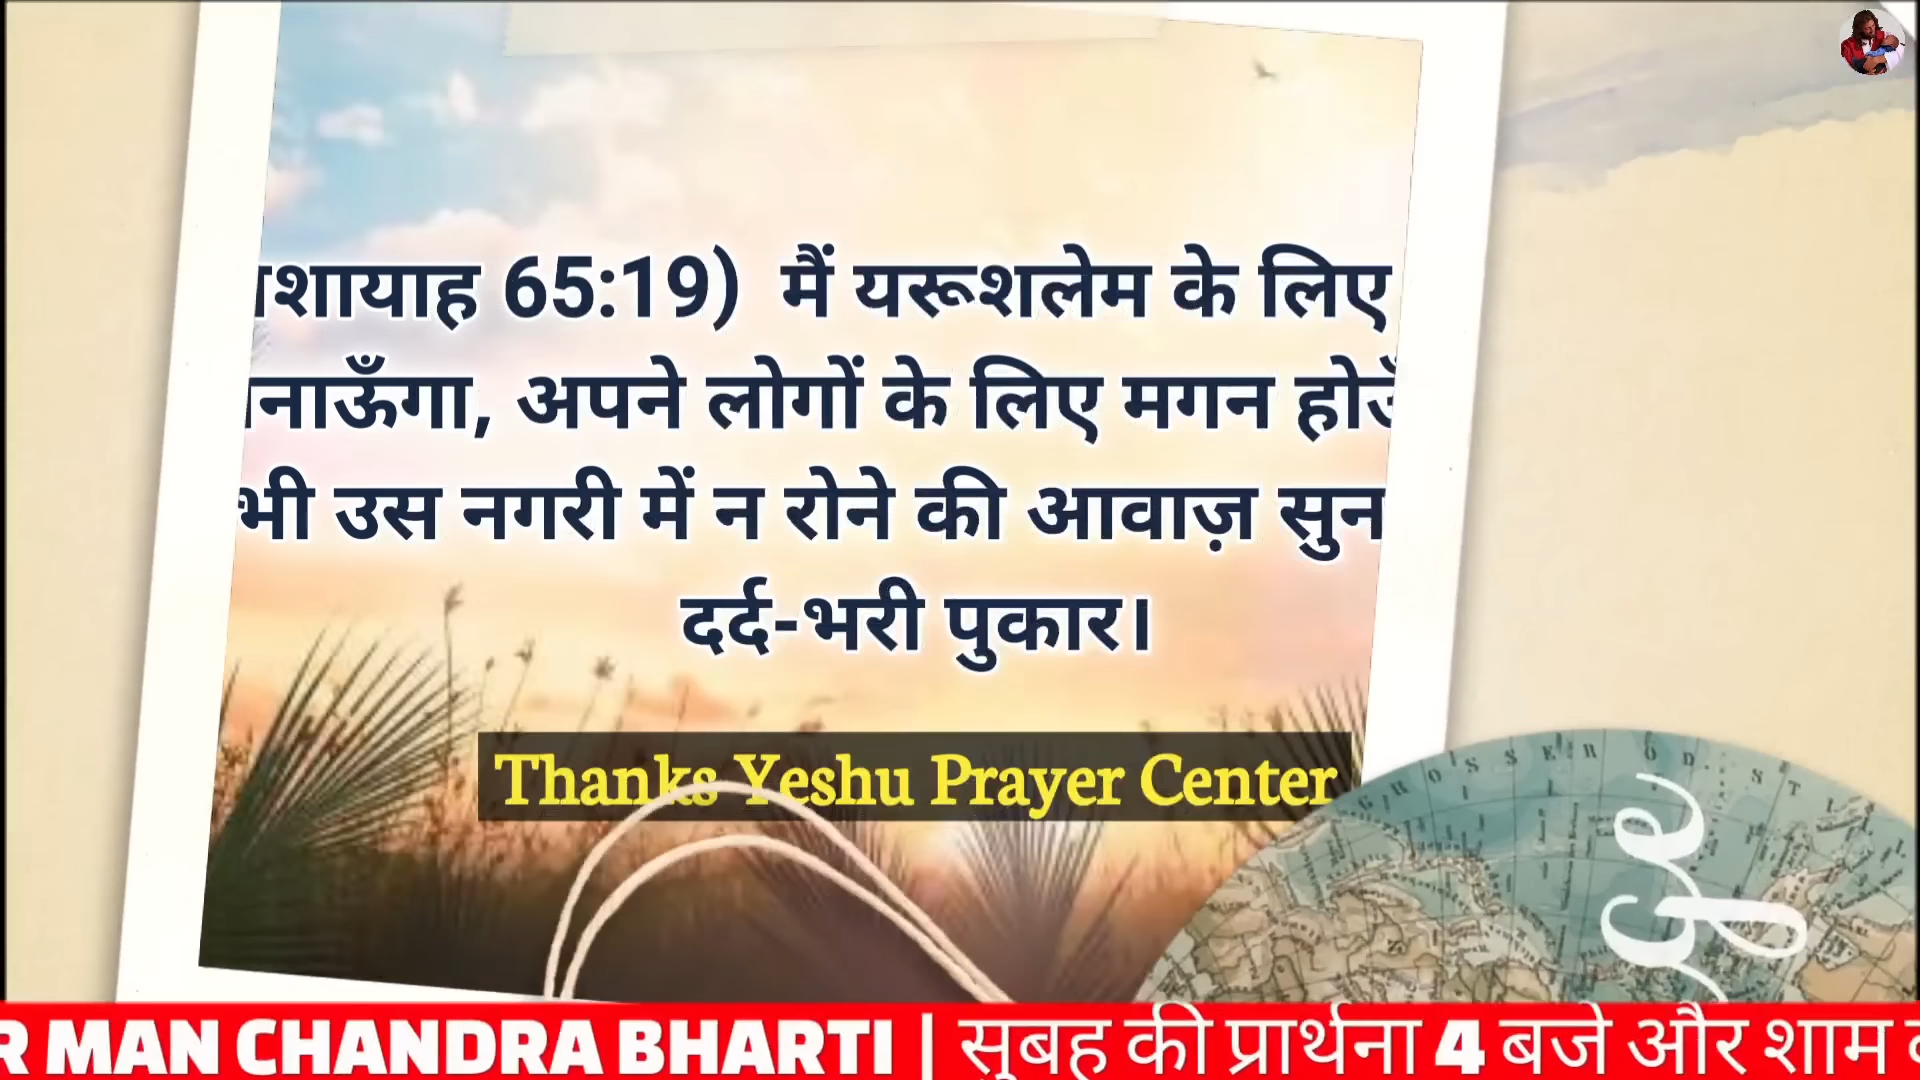 यशायाह 65:19) मैं यरूशलेम के लिए
नाऊँगा, अपने लोगों के लिए मगन
भी उस नगरी में न रोने की आवाज़ सुन
दर्द-भरी पुकार।
Thanks Yeshu Prayer Center
MAN CHANDRA BHARTI | सुबह की प्रार्थना 4 बजे और शाम